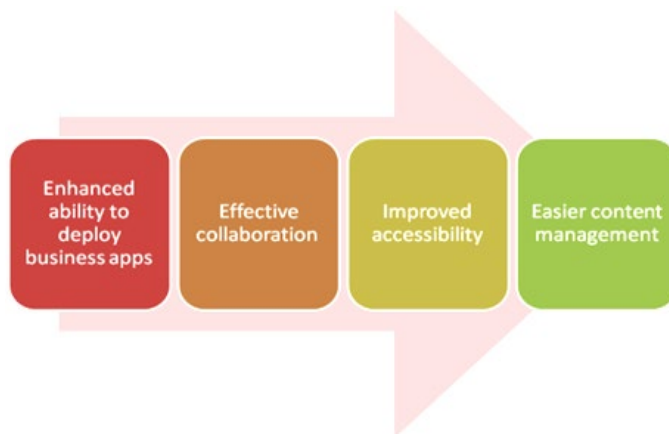 Enhanced
ability to
deploy
business apps
Effective
collaboration
Improved
accessibility
Easier content
management